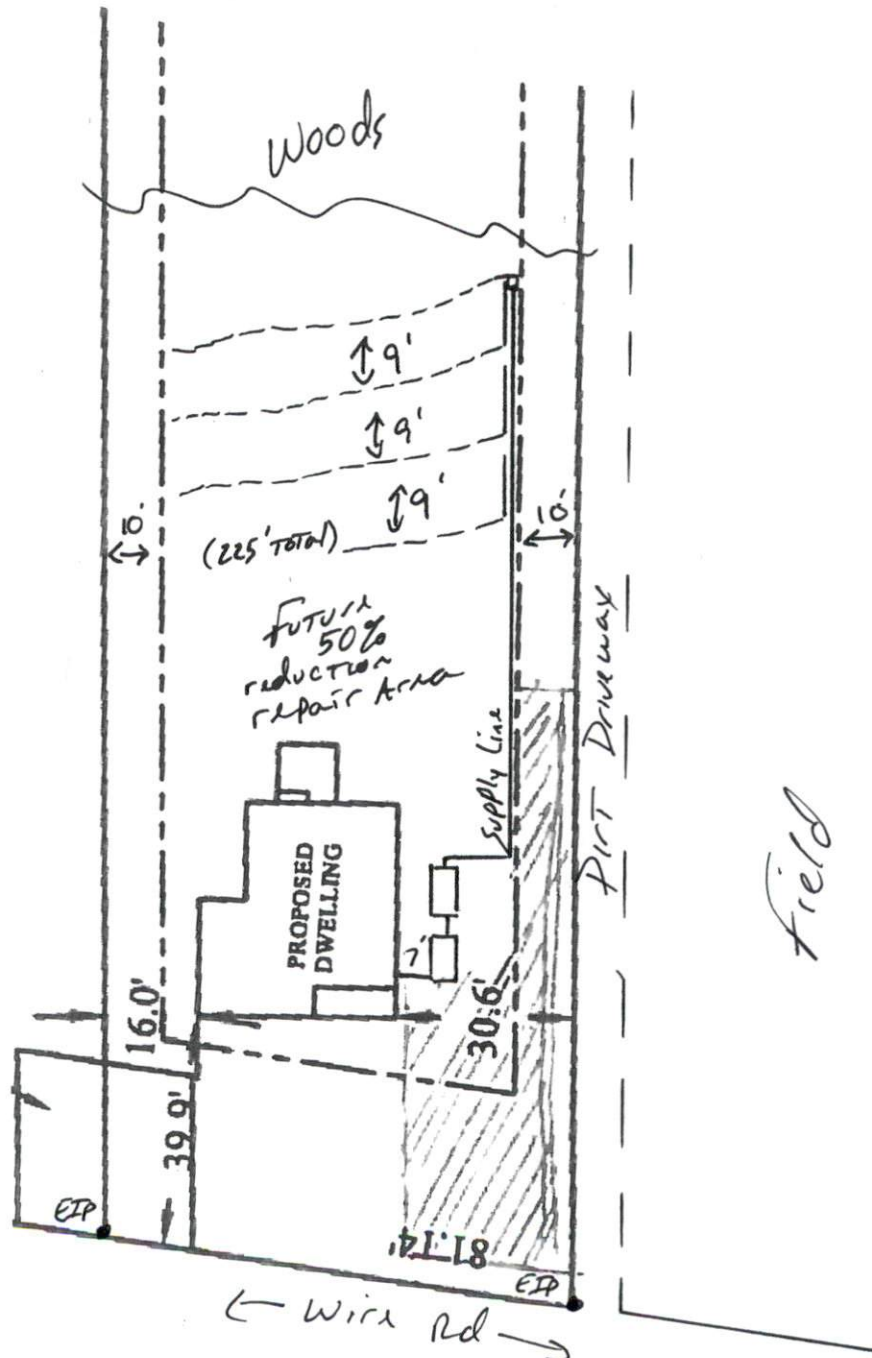 Woods
9'
9'
9'
10.
10.
(225' TOTAL)
Future
50%
reduction
repair Area
Supply Line
Dirt Driveway
Field
PROPOSED
DWELLING
7'
16.0'
30.6'
39.9'
81.14'
EIP
EIP
← Wire Rd →